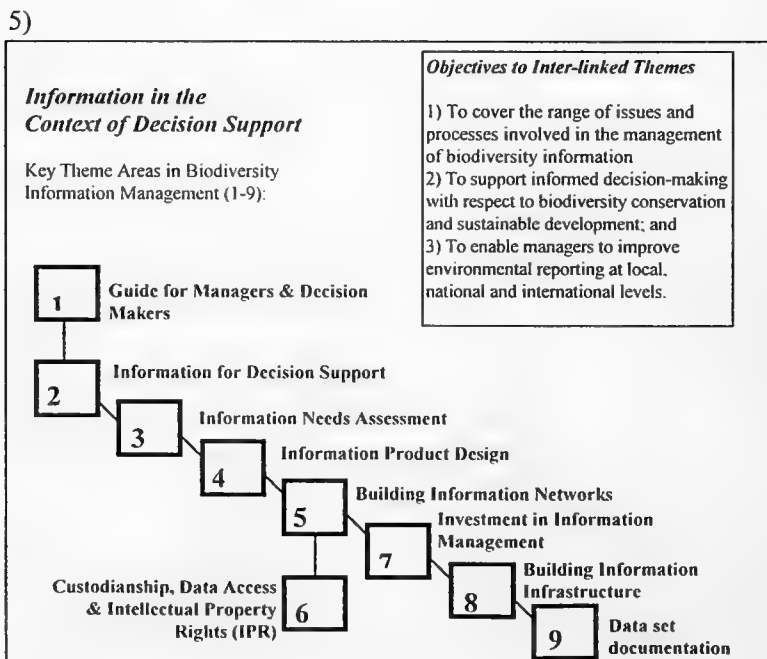 5)
Information in the
Context of Decision Support
Key Theme Areas in Biodiversity
Information Management (1-9):
Objectives to Inter-linked Themes
1) To cover the range of issues and
processes involved in the management
of biodiversity information
2) To support informed decision-making
with respect to biodiversity conservation
and sustainable development; and
3) To enable managers to improve
environmental reporting at local,
national and international levels.
1
Guide for Managers & Decision
Makers
2
Information for Decision Support
3
Information Needs Assessment
4
Information Product Design
5
Building Information Networks
6
Custodianship, Data Access
& Intellectual Property
Rights (IPR)
7
Investment in Information
Management
8
Building Information
Infrastructure
9
Data set
documentation